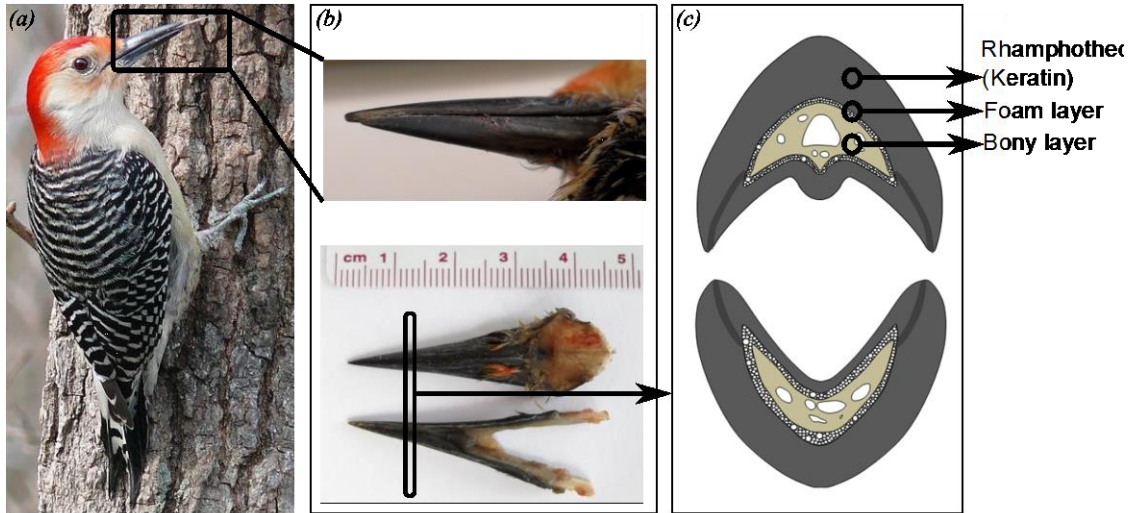 (a)
(b)
(c)
cm 1 2 3 4 5
Rhamphothec
(Keratin)
Foam layer
Bony layer